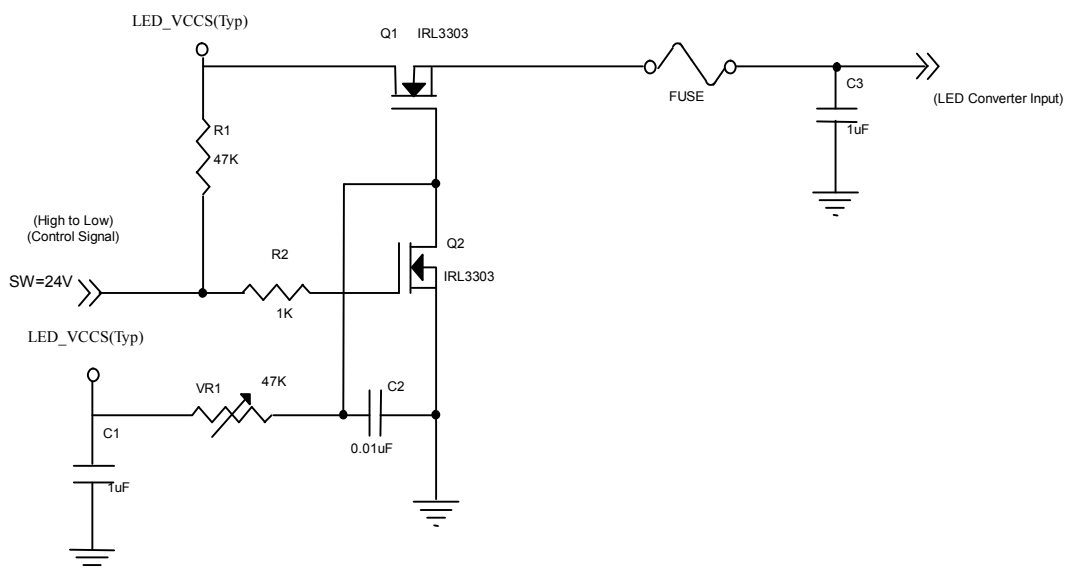 LED_VCCS(Typ)
Q1 IRL3303
FUSE
C3
(LED Converter Input)
1uF
R1
47K
(High to Low)
(Control Signal)
R2
Q2
SW=24V
IRL3303
1K
LED_VCCS(Typ)
VR1
47K
C2
C1
0.01uF
1uF